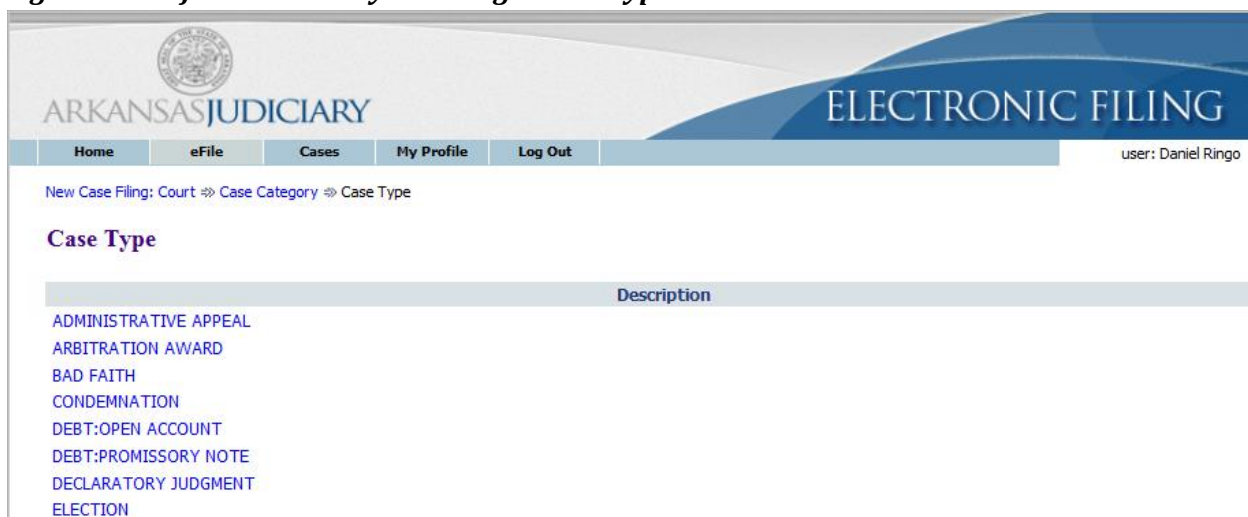 ARKANSASJUDICIARY
ELECTRONIC FILING
Home eFile Cases My Profile Log Out
user: Daniel Ringo
New Case Filing: Court ⇒ Case Category ⇒ Case Type
Case Type
Description
ADMINISTRATIVE APPEAL
ARBITRATION AWARD
BAD FAITH
CONDEMNATION
DEBT:OPEN ACCOUNT
DEBT:PROMISSORY NOTE
DECLARATORY JUDGMENT
ELECTION